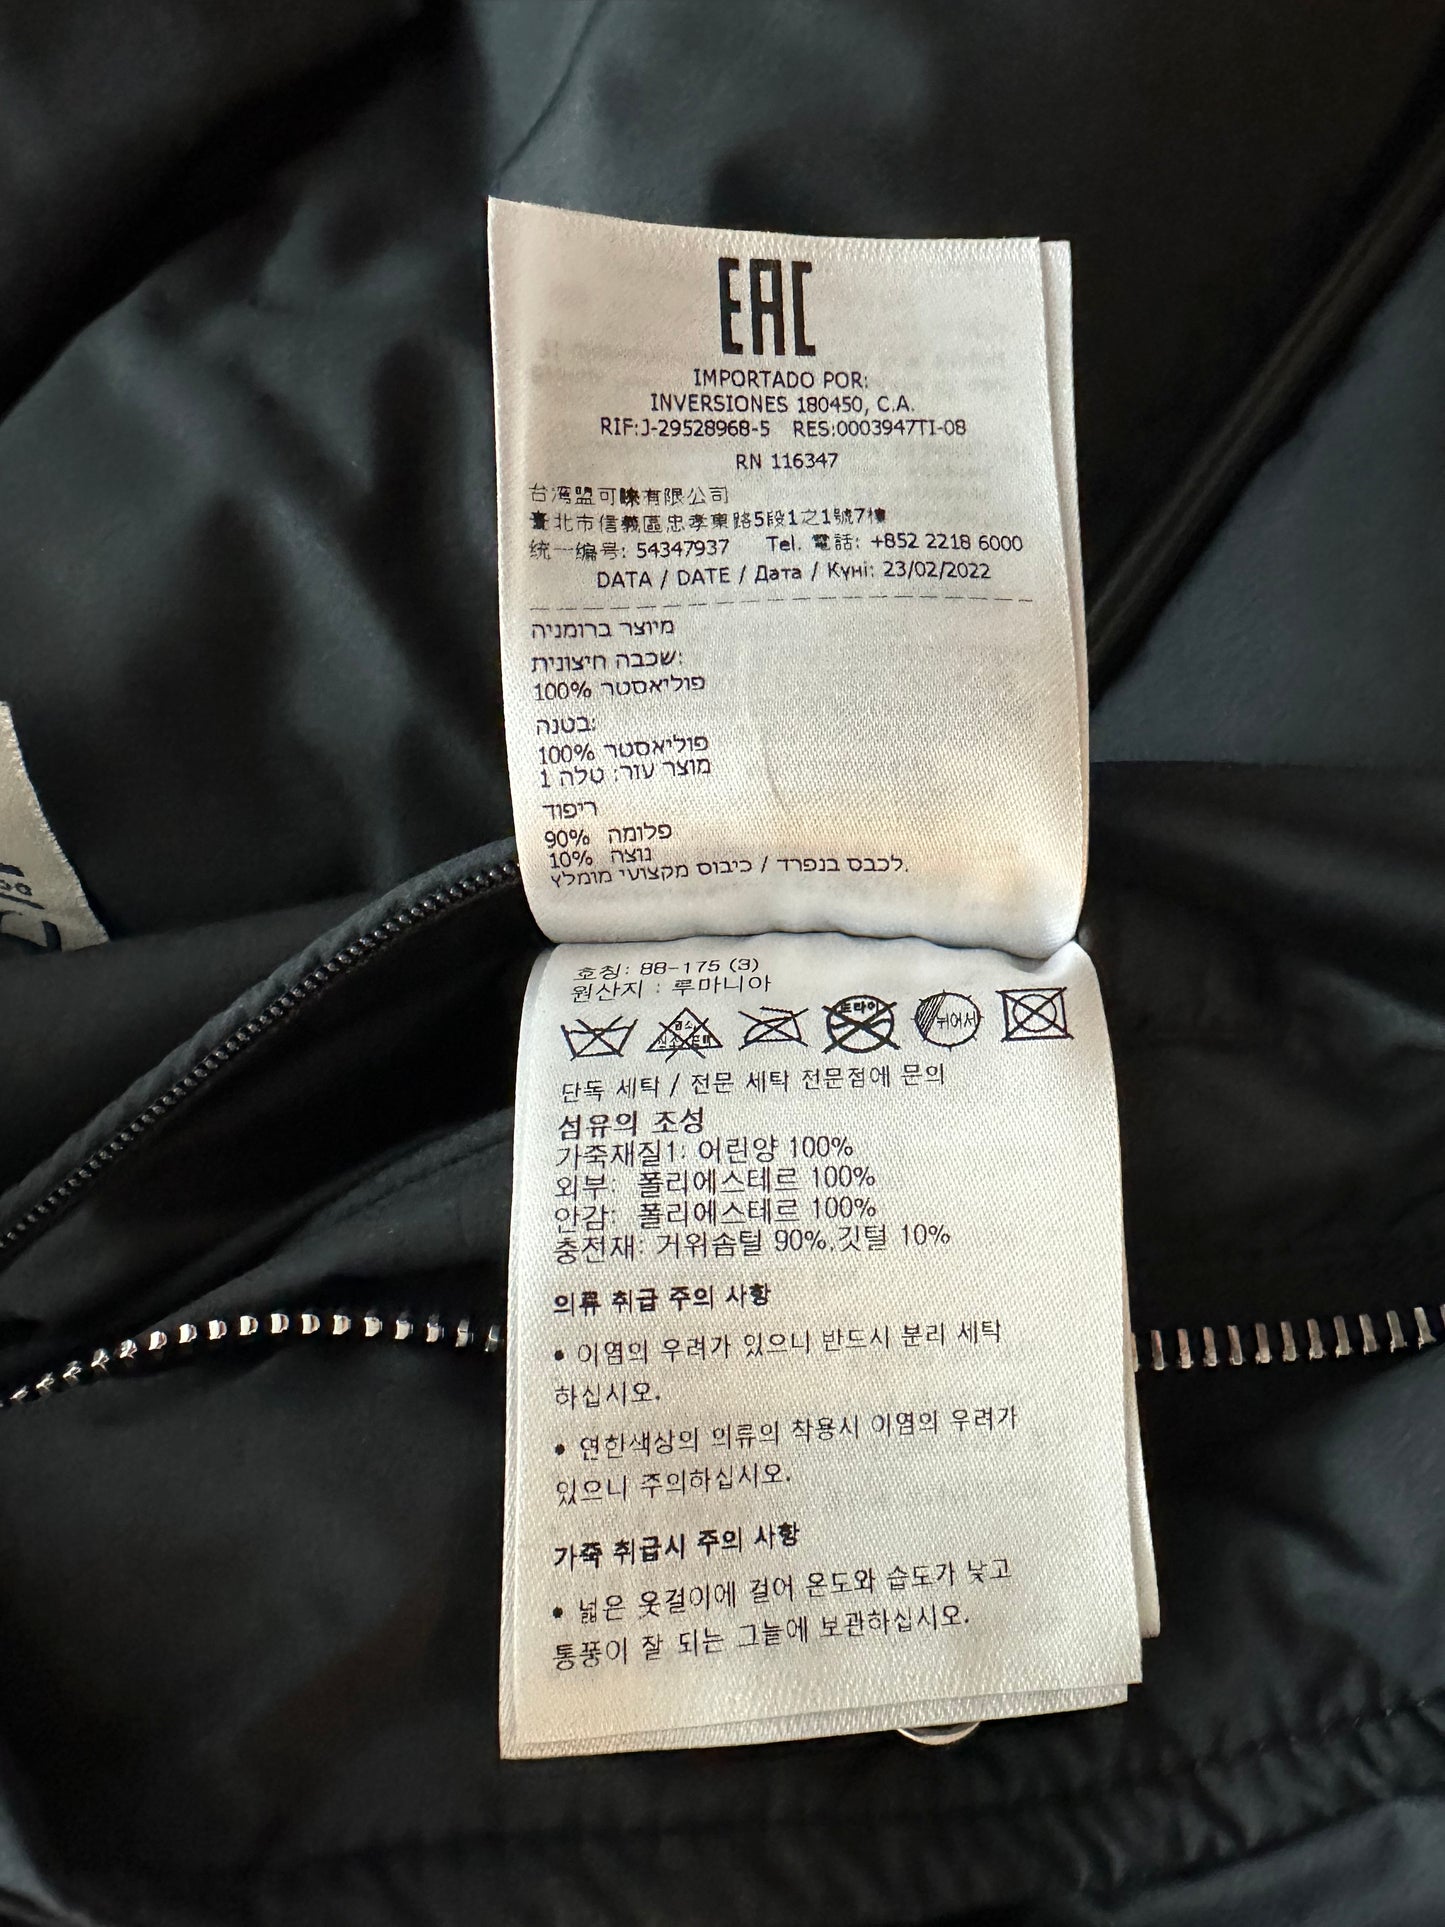 EAC
IMPORTADO POR:
INVERSIONES 180450, C.A.
RIF:J-29528968-5 RES:0003947TI-08
RN 116347
台湾盟可睞有限公司
臺北市信義區忠孝東路5段1之1號7樓
统一编号: 54347937 Tel. 電話: +852 2218 6000
DATA / DATE / Дата / Күні: 23/02/2022
מיוצר ברומניה
שכבה חיצונית:
100% פוליאסטר
בטנה:
100% פוליאסטר
מוצר עזר: טלה 1
ריפוד
90% פלומה
10% נוצה
לכבס בנפרד / כיבוס מקצועי מומלץ.
호칭: 88-175 (3)
원산지 : 루마니아
드라이
뉘어서
단독 세탁 / 전문 세탁 전문점에 문의
섬유의 조성
가죽재질1: 어린양 100%
외부: 폴리에스테르 100%
안감: 폴리에스테르 100%
충전재: 거위솜털 90%,깃털 10%
의류 취급 주의 사항
• 이염의 우려가 있으니 반드시 분리 세탁
하십시오.
• 연한색상의 의류의 착용시 이염의 우려가
있으니 주의하십시오.
가죽 취급시 주의 사항
• 넓은 옷걸이에 걸어 온도와 습도가 낮고
통풍이 잘 되는 그늘에 보관하십시오.